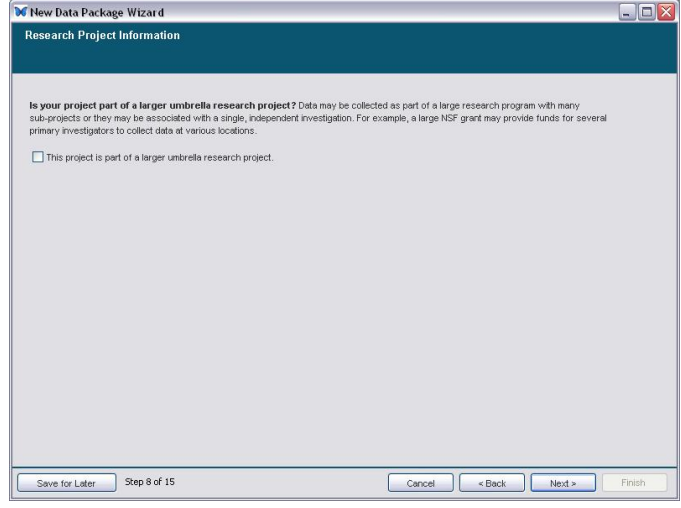 New Data Package Wizard
Research Project Information
Is your project part of a larger umbrella research project? Data may be collected as part of a large research program with many
sub-projects or they may be associated with a single, independent investigation. For example, a large NSF grant may provide funds for several
primary investigators to collect data at various locations.
This project is part of a larger umbrella research project.
Save for Later Step 8 of 15 Cancel < Back Next > Finish